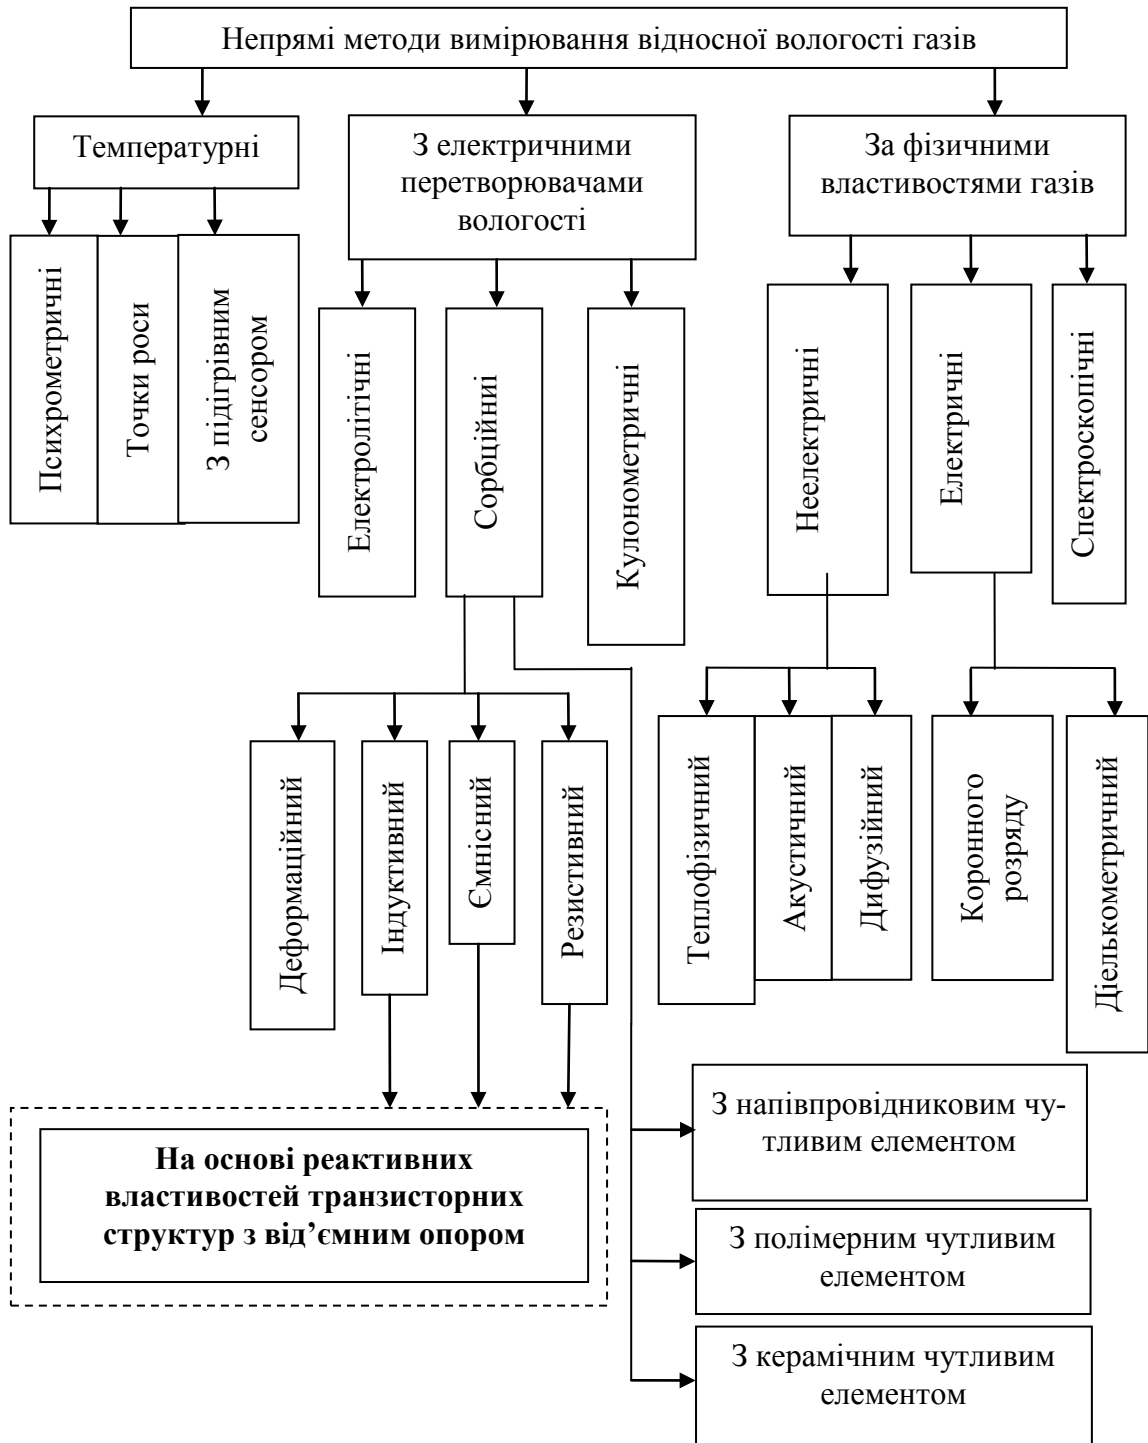 Непрямі методи вимірювання відносної вологості газів
Температурні
З електричними
перетворювачами
вологості
За фізичними
властивостями газів
Психрометричні
Точки роси
З підігрівним
сенсором
Електролітичні
Сорбційниі
Кулонометричні
Неелектричні
Електричні
Спектроскопічні
Деформаційний
Індуктивний
Ємнісний
Резистивний
Теплофізичний
Акустичний
Дифузійний
Коронного
розряду
Діелькометричний
На основі реактивних
властивостей транзисторних
структур з від’ємним опором
З напівпровідниковим чу-
тливим елементом
З полімерним чутливим
елементом
З керамічним чутливим
елементом